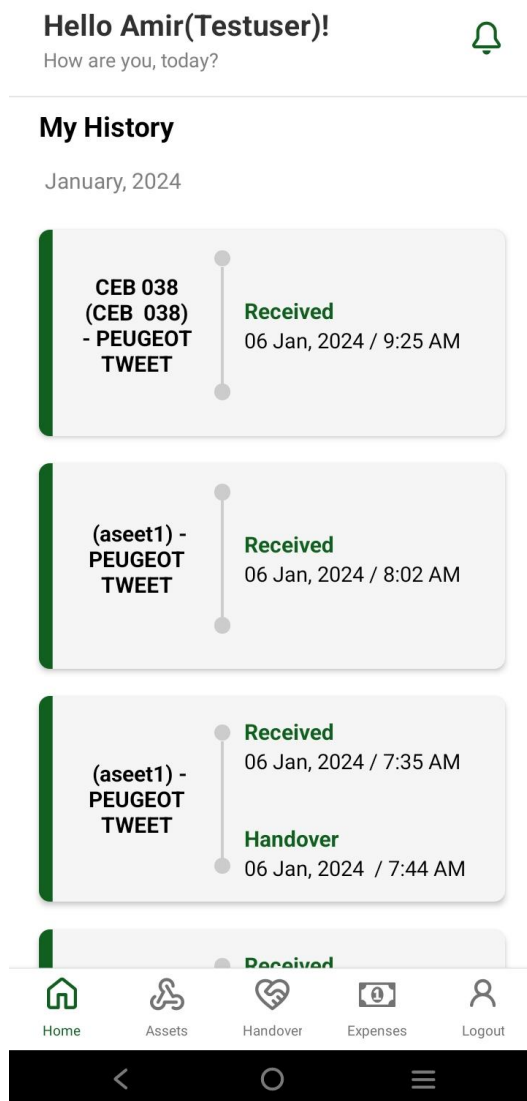 Hello Amir(Testuser)!
How are you, today?
My History
January, 2024
CEB 038
(CEB  038)
- PEUGEOT
TWEET
Received
06 Jan, 2024 / 9:25 AM
(aseet1) -
PEUGEOT
TWEET
Received
06 Jan, 2024 / 8:02 AM
(aseet1) -
PEUGEOT
TWEET
Received
06 Jan, 2024 / 7:35 AM
Handover
06 Jan, 2024  / 7:44 AM
Received
Home
Assets
Handover
Expenses
Logout